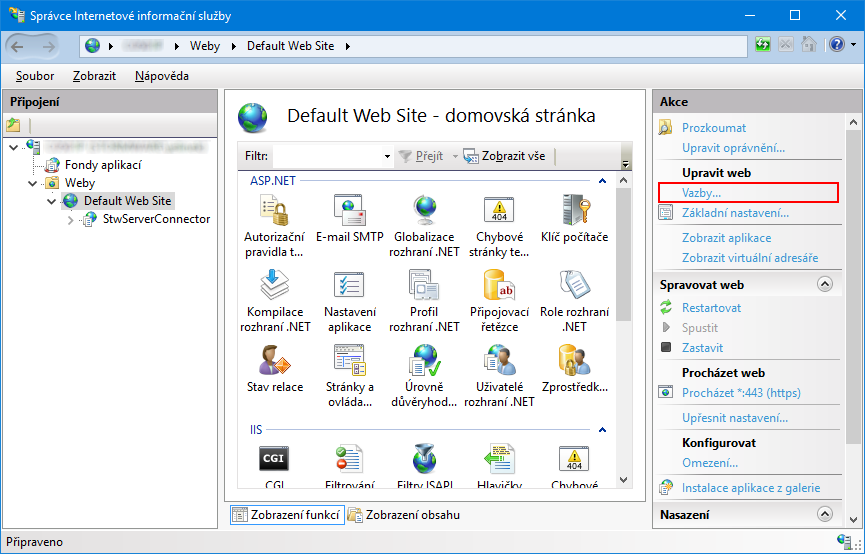 Správce Internetové informační služby
Weby
Default Web Site
Soubor Zobrazit Nápověda
Připojení
Fondy aplikací
Weby
Default Web Site
StwServerConnector
Default Web Site - domovská stránka
Filtr: Přejít Zobrazit vše
ASP.NET
Autorizační
pravidla t...
E-mail SMTP
Globalizace
rozhraní .NET
Chybové
stránky te...
Klíč počítače
Kompilace
rozhraní .NET
Nastavení
aplikace
Profil
rozhraní .NET
Připojovací
řetězce
Role rozhraní
.NET
Stav relace
Stránky a
ovláda...
Úrovně
důvěryhod...
Uživatelé
rozhraní .NET
Zprostředk...
IIS
CGI
CGI
Filtrování
Filtry ISAPI
Hlavičky
Chybové
404
404
ab
Zobrazení funkcí
Zobrazení obsahu
Akce
Prozkoumat
Upravit oprávnění...
Upravit web
Vazby...
Základní nastavení...
Zobrazit aplikace
Zobrazit virtuální adresáře
Spravovat web
Restartovat
Spustit
Zastavit
Procházet web
Procházet *:443 (https)
Upřesnit nastavení...
Konfigurovat
Omezení...
Instalace aplikace z galerie
Nasazení
Připraveno